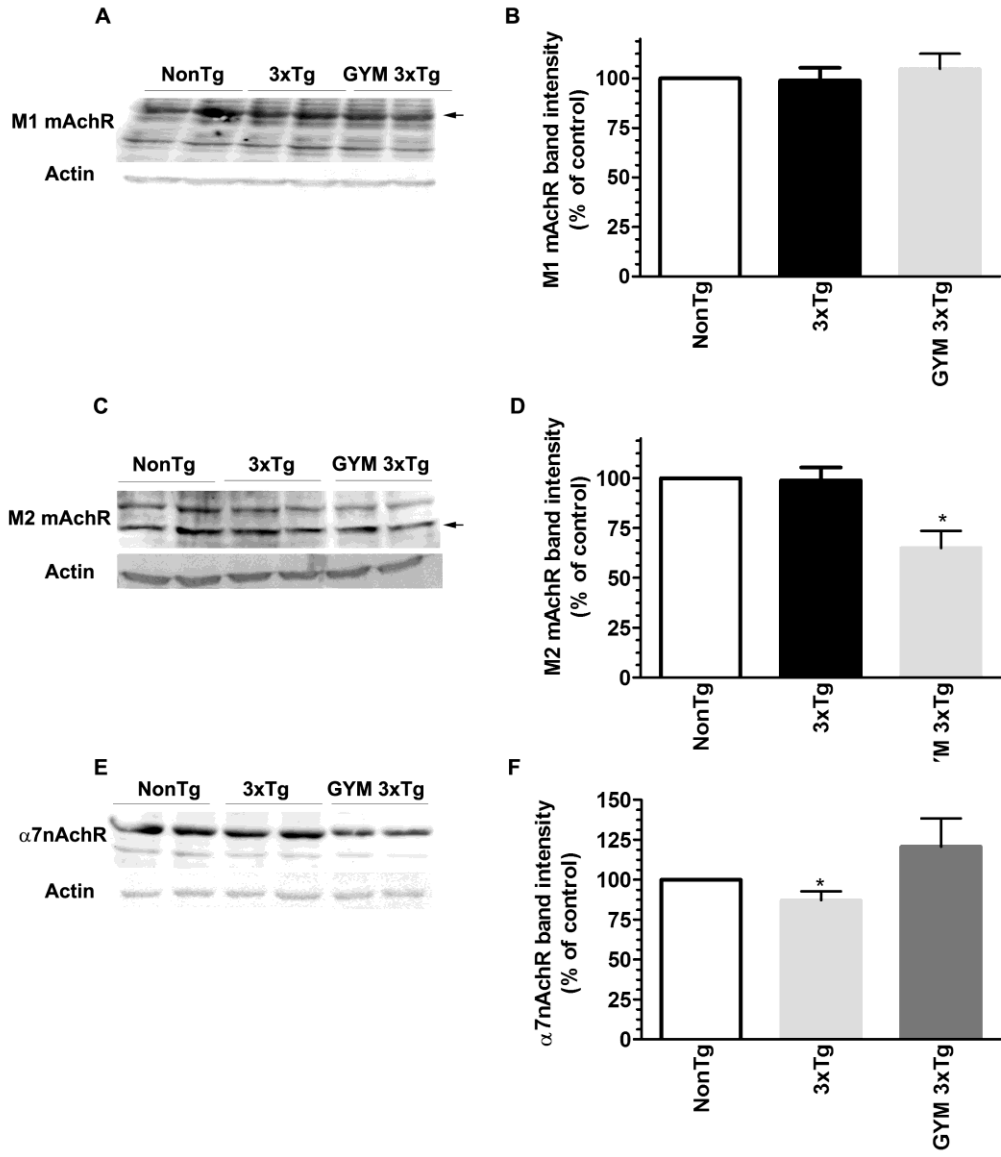 A
NonTg 3xTg GYM 3xTg
M1 mAchR
Actin
B
M1 mAchR band intensity
(% of control)
100
75
50
25
0
NonTg
3xTg
GYM 3xTg
C
NonTg 3xTg GYM 3xTg
M2 mAchR
Actin
D
M2 mAchR band intensity
(% of control)
100
75
50
25
0
*
NonTg
3xTg
YM 3xTg
E
NonTg 3xTg GYM 3xTg
α7nAchR
Actin
F
α7nAchR band intensity
(% of control)
150
125
100
75
50
25
0
*
NonTg
3xTg
GYM 3xTg